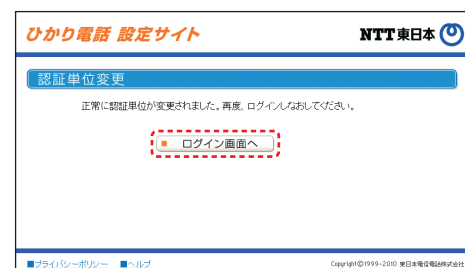 ひかり電話 設定サイト
NTT東日本
認証単位変更
正常に認証単位が変更されました。再度、ログインしなおしてください。
ログイン画面へ
■プライバシーポリシー ■ヘルプ
Copyright©1999-2010 東日本電信電話株式会社